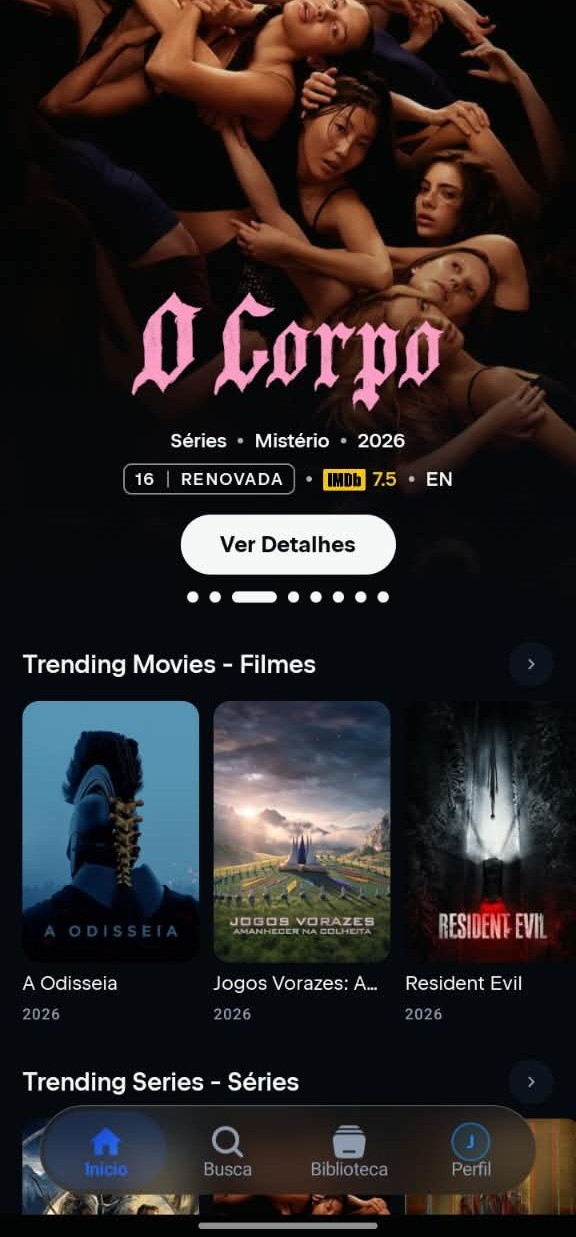 O Corpo
Séries • Mistério • 2026
16 | RENOVADA • IMDb 7.5 • EN
Ver Detalhes
Trending Movies - Filmes
A ODISSEIA
JOGOS VORAZES
AMANHECER NA COLHEITA
RESIDENT EVIL
A Odisseia
Jogos Vorazes: A...
Resident Evil
2026
2026
2026
Trending Series - Séries
J
Início
Busca
Biblioteca
Perfil